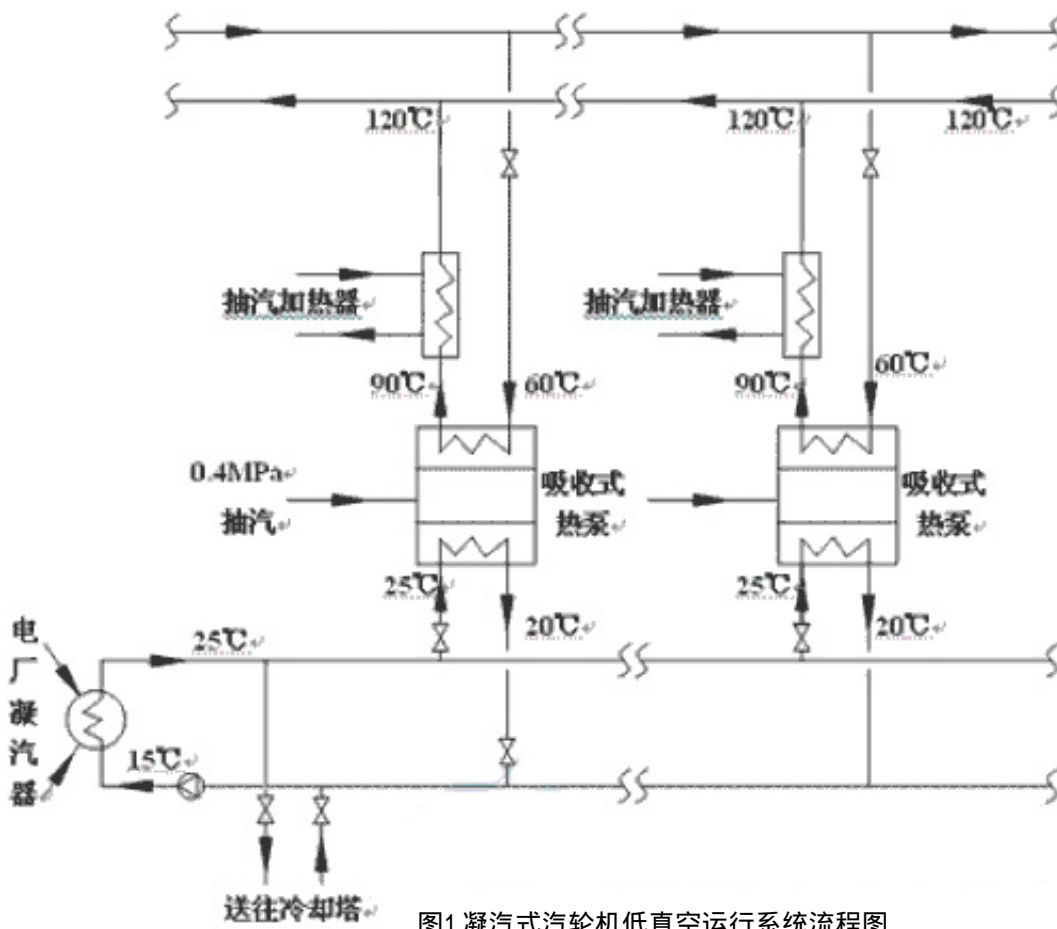 120℃
120℃
120℃
抽汽加热器
抽汽加热器
90℃
60℃
90℃
60℃
0.4MPa
抽汽
吸收式
热泵
吸收式
热泵
25℃
20℃
25℃
20℃
电厂凝汽器
25℃
15℃
送往冷却塔
图1 凝汽式汽轮机低真空运行系统流程图